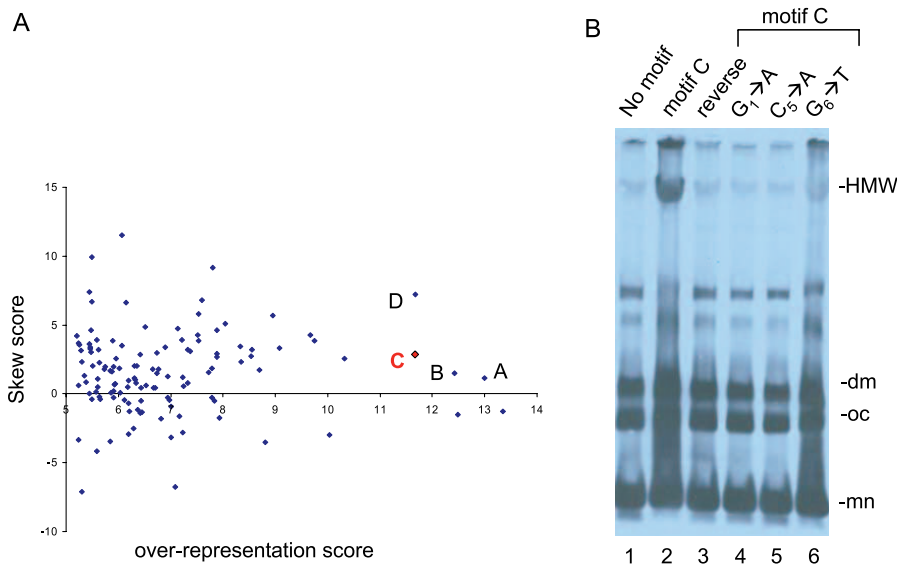 A
15
10
5
0
-5
-10
5 6 7 8 9 10 11 12 13 14
Skew score
over-representation score
D
C
B
A
B
motif C
No motif
motif C
reverse
G1→A
C5→A
G6→T
-HMW
-dm
-oc
-mn
1 2 3 4 5 6